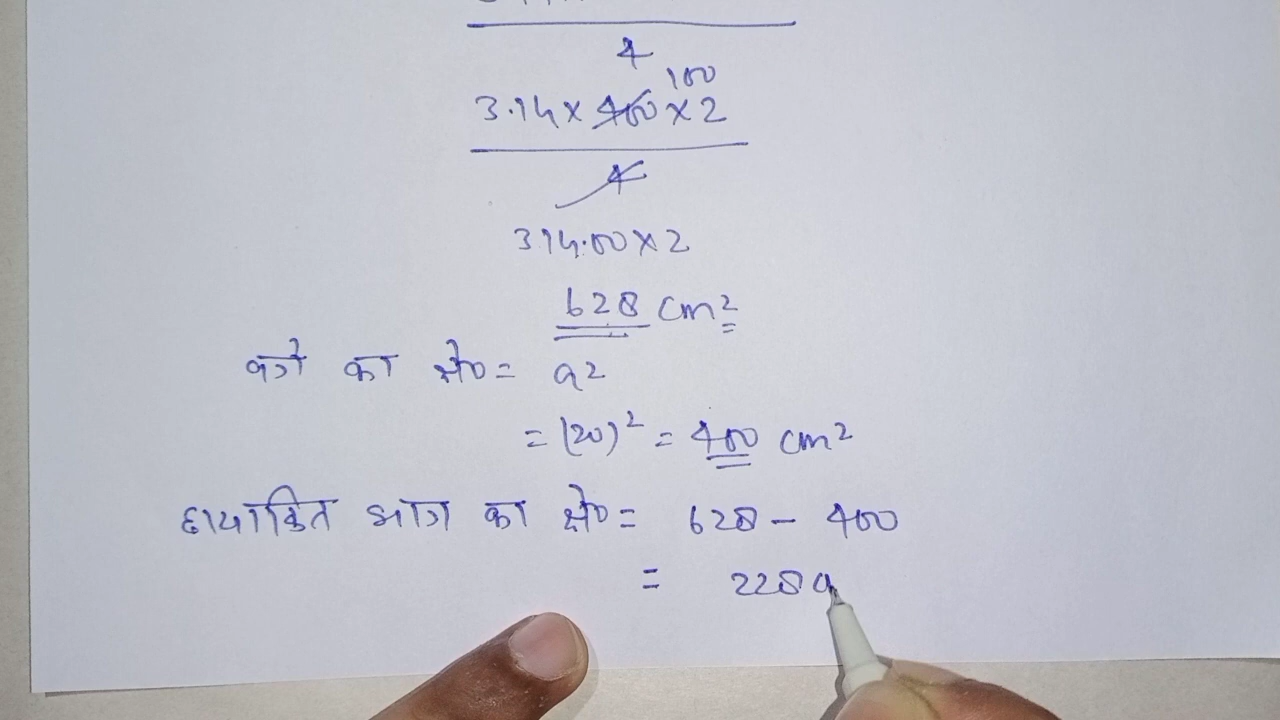 4
100
3.14 × 400 × 2
4
314.00 × 2
628 cm²
वर्ग का क्षे० = a²
= (20)² = 400 cm²
छायांकित भाग का क्षे० = 628 - 400
= 228 c